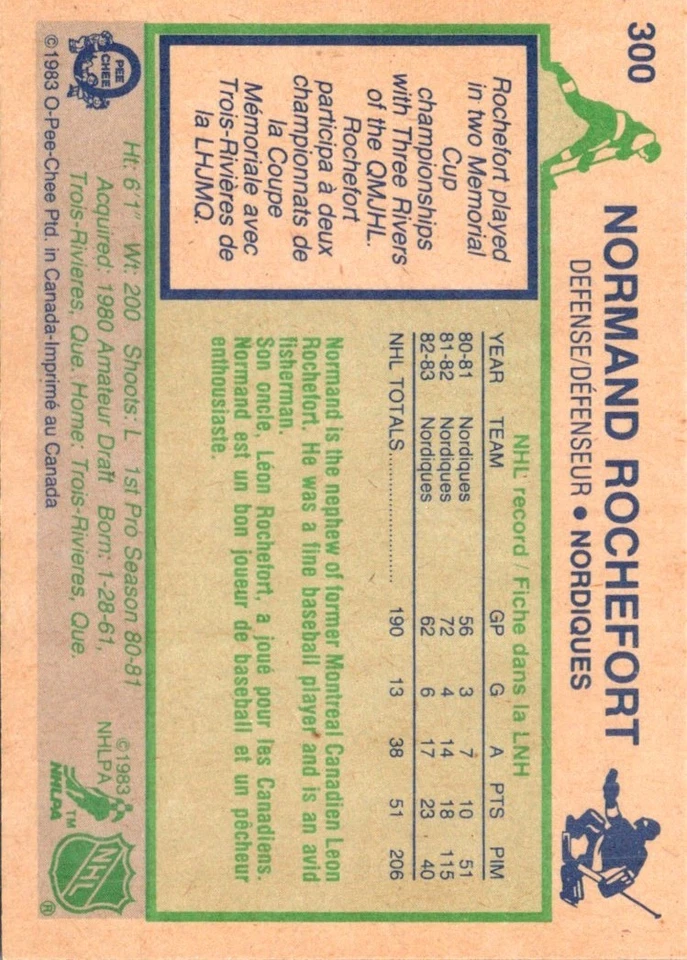 300
NORMAND ROCHEFORT
DEFENSE/DÉFENSEUR • NORDIQUES
Rochefort played
in two Memorial
Cup
championships
with Three Rivers
of the QMJHL.
Rochefort
participa à deux
championnats de
la Coupe
Mémoriale avec
Trois-Rivières de
la LHJMQ.
NHL record / Fiche dans la LNH
YEAR TEAM GP G A PTS PIM
80-81 Nordiques 56 3 7 10 51
81-82 Nordiques 72 4 14 18 115
82-83 Nordiques 62 6 17 23 40
NHL TOTALS.................... 190 13 38 51 206
Normand is the nephew of former Montreal Canadien Leon
Rochefort. He was a fine baseball player and is an avid
fisherman.
Son oncle, Léon Rochefort, a joué pour les Canadiens.
Normand est un bon joueur de baseball et un pêcheur
enthousiaste.
O
PEE
CHEE
Ht: 6'1" Wt: 200 Shoots: L 1st Pro Season 80-81
Acquired: 1980 Amateur Draft Born: 1-28-61,
Trois-Rivieres, Que. Home: Trois-Rivieres, Que.
© 1983 O-Pee-Chee Ptd. in Canada-Imprimé au Canada
© 1983
NHLPA
NHLPA™
NHL
®